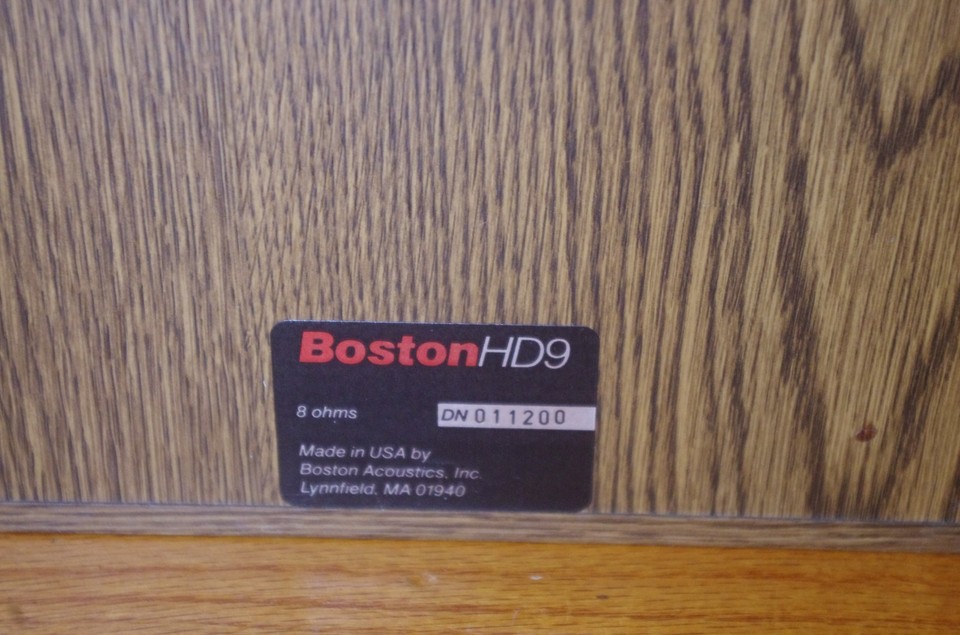 BostonHD9
8 ohms
DN 011200
Made in USA by
Boston Acoustics, Inc.
Lynnfield, MA 01940